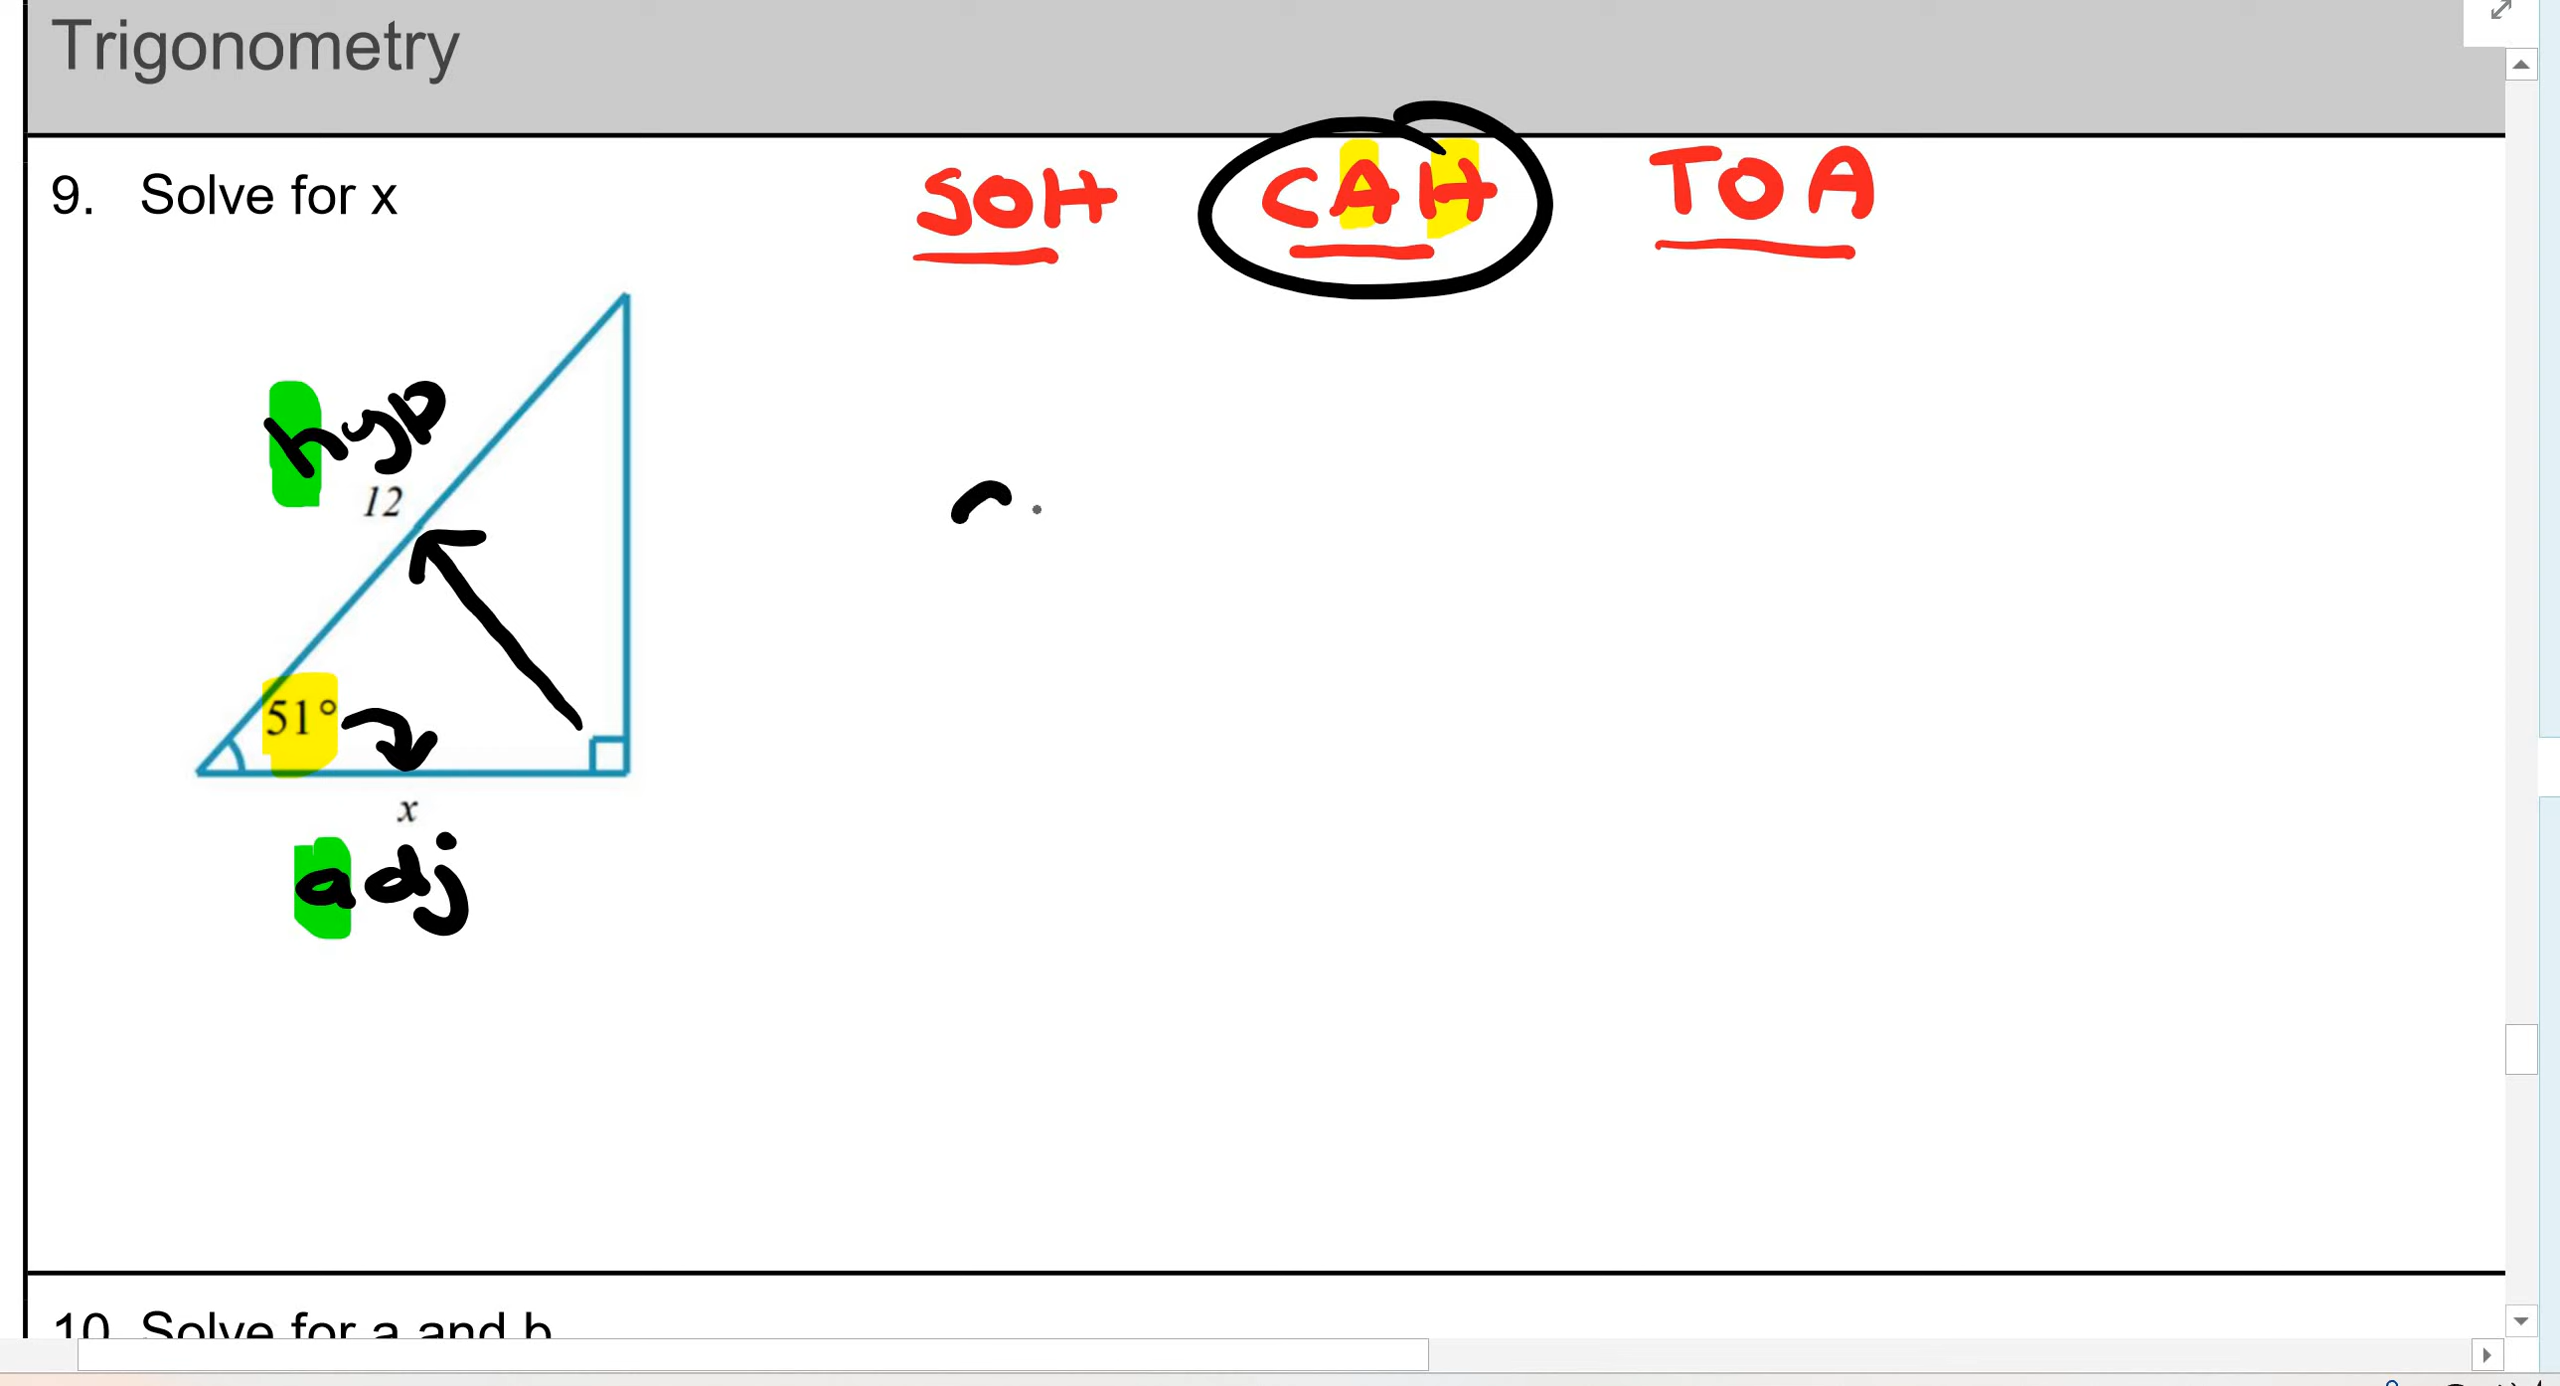 Trigonometry
9. Solve for x
SOH CAH TOA
hyp
12
51°
x
adj
10. Solve for a and b